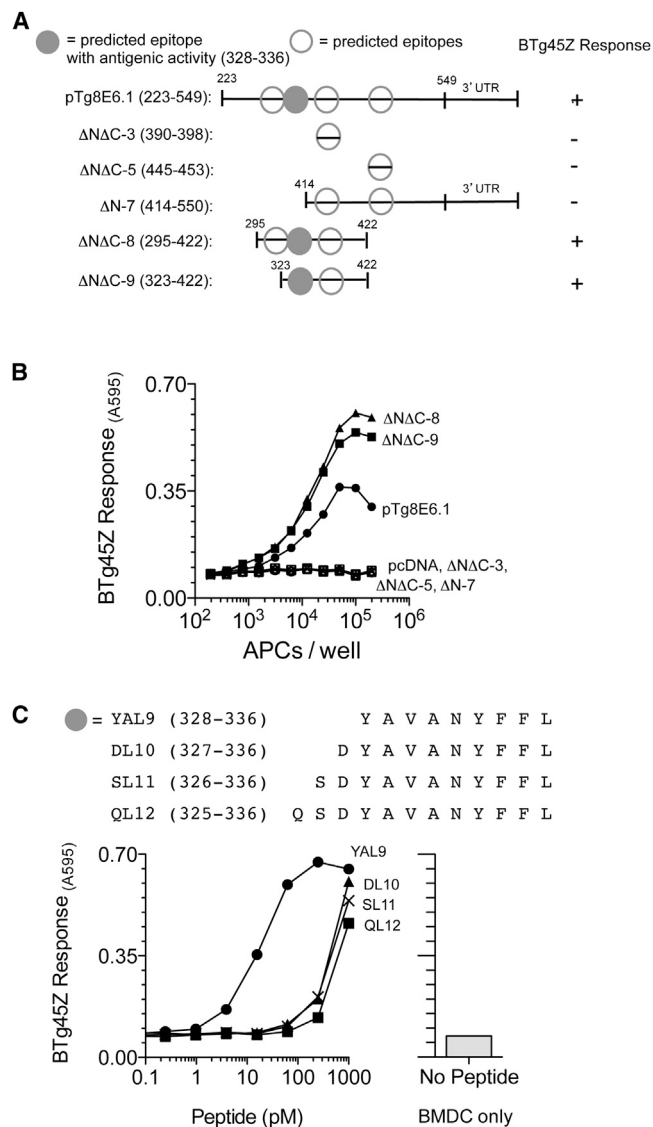 A
= predicted epitope
with antigenic activity (328-336)
= predicted epitopes
BTg45Z Response
223
549
3' UTR
pTg8E6.1 (223-549):
+
ΔNΔC-3 (390-398):
-
ΔNΔC-5 (445-453):
-
414
3' UTR
ΔN-7 (414-550):
-
295
422
ΔNΔC-8 (295-422):
+
323
422
ΔNΔC-9 (323-422):
+
B
BTg45Z Response (A595)
0.70
0.35
0.00
ΔNΔC-8
ΔNΔC-9
pTg8E6.1
pcDNA, ΔNΔC-3,
ΔNΔC-5, ΔN-7
10² 10³ 10⁴ 10⁵ 10⁶
APCs / well
C
= YAL9 (328-336) Y A V A N Y F F L
DL10 (327-336) D Y A V A N Y F F L
SL11 (326-336) S D Y A V A N Y F F L
QL12 (325-336) Q S D Y A V A N Y F F L
BTg45Z Response (A595)
0.70
0.35
0.00
YAL9
DL10
SL11
QL12
0.1 1 10 100 1000
Peptide (pM)
No Peptide
BMDC only